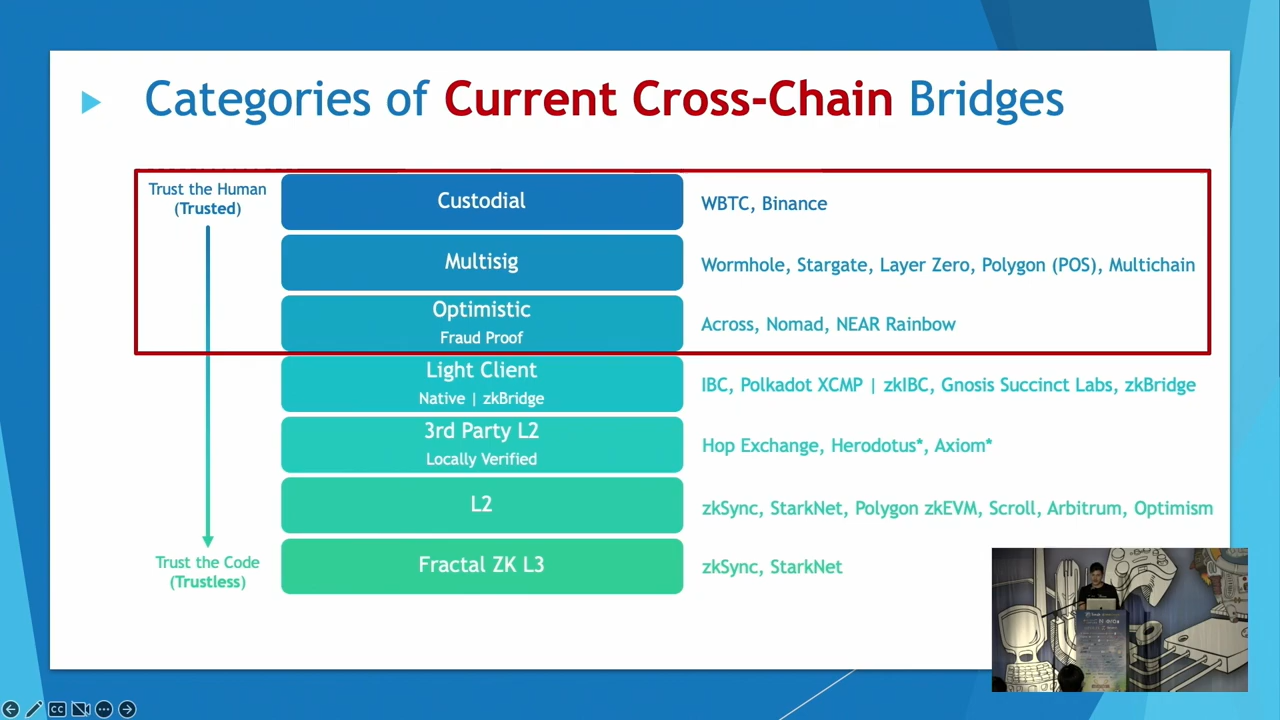 Categories of Current Cross-Chain Bridges
Trust the Human
(Trusted)
Custodial
WBTC, Binance
Multisig
Wormhole, Stargate, Layer Zero, Polygon (POS), Multichain
Optimistic
Fraud Proof
Across, Nomad, NEAR Rainbow
Light Client
Native | zkBridge
IBC, Polkadot XCMP | zkIBC, Gnosis Succinct Labs, zkBridge
3rd Party L2
Locally Verified
Hop Exchange, Herodotus*, Axiom*
L2
zkSync, StarkNet, Polygon zkEVM, Scroll, Arbitrum, Optimism
Trust the Code
(Trustless)
Fractal ZK L3
zkSync, StarkNet
CC